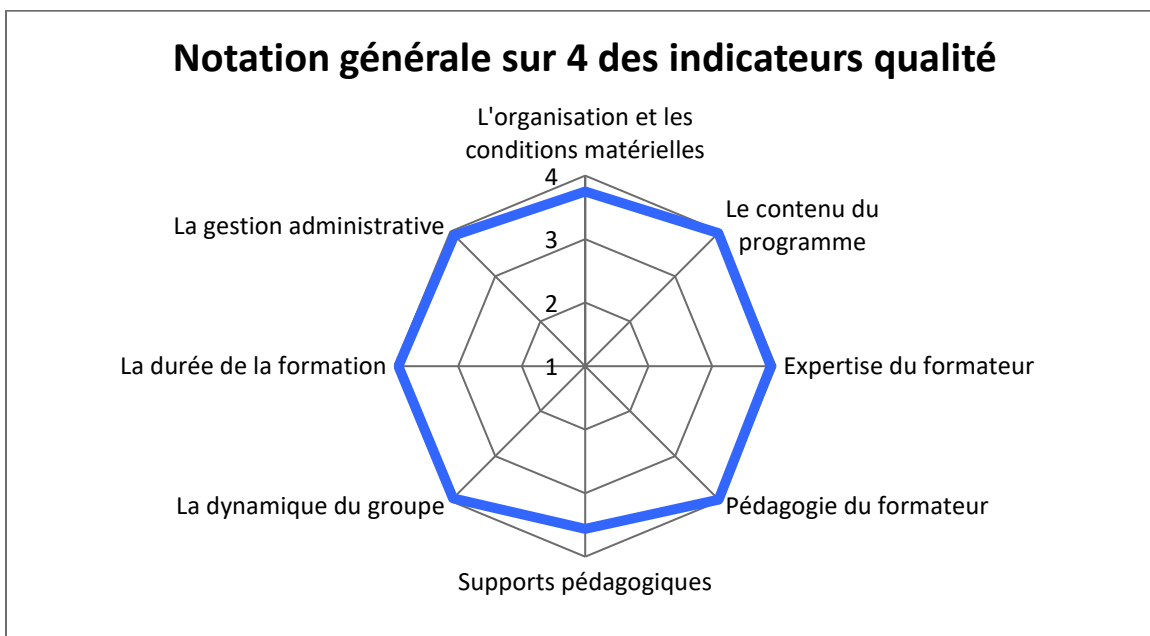 Notation générale sur 4 des indicateurs qualité
L'organisation et les
conditions matérielles
4
La gestion administrative
Le contenu du
programme
3
2
La durée de la formation
1
Expertise du formateur
La dynamique du groupe
Pédagogie du formateur
Supports pédagogiques